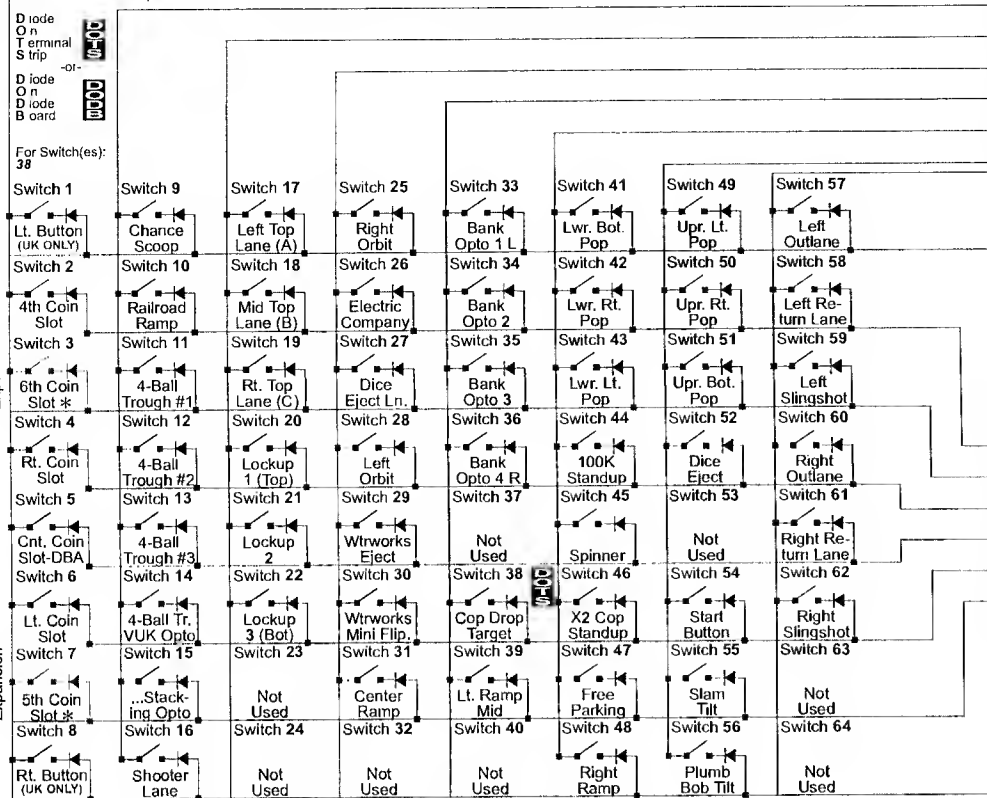 D iode
O n
T erminal
S trip
DOTS
-or-
D iode
O n
D iode
B oard
DODB
For Switch(es):
38
Switch 1
Lt. Button
(UK ONLY)
Switch 9
Chance
Scoop
Switch 17
Left Top
Lane (A)
Switch 25
Right
Orbit
Switch 33
Bank
Opto 1 L
Switch 41
Lwr. Bot.
Pop
Switch 49
Upr. Lt.
Pop
Switch 57
Left
Outlane
Switch 2
4th Coin
Slot
Switch 10
Railroad
Ramp
Switch 18
Mid Top
Lane (B)
Switch 26
Electric
Company
Switch 34
Bank
Opto 2
Switch 42
Lwr. Rt.
Pop
Switch 50
Upr. Rt.
Pop
Switch 58
Left Re-
turn Lane
Switch 3
6th Coin
Slot *
Switch 11
4-Ball
Trough #1
Switch 19
Rt. Top
Lane (C)
Switch 27
Dice
Eject Ln.
Switch 35
Bank
Opto 3
Switch 43
Lwr. Lt.
Pop
Switch 51
Upr. Bot.
Pop
Switch 59
Left
Slingshot
Switch 4
Rt. Coin
Slot
Switch 12
4-Ball
Trough #2
Switch 20
Lockup
1 (Top)
Switch 28
Left
Orbit
Switch 36
Bank
Opto 4 R
Switch 44
100K
Standup
Switch 52
Dice
Eject
Switch 60
Right
Outlane
Switch 5
Cnt. Coin
Slot-DBA
Switch 13
4-Ball
Trough #3
Switch 21
Lockup
2
Switch 29
Wtrworks
Eject
Switch 37
Not
Used
Switch 45
Spinner
Switch 53
Not
Used
Switch 61
Right Re-
turn Lane
Switch 6
Lt. Coin
Slot
Switch 14
4-Ball Tr.
VUK Opto
Switch 22
Lockup
3 (Bot)
Switch 30
Wtrworks
Mini Flip.
Switch 38
DOTS
Cop Drop
Target
Switch 46
X2 Cop
Standup
Switch 54
Start
Button
Switch 62
Right
Slingshot
Expansion
Switch 7
5th Coin
Slot *
Switch 15
...Stack-
ing Opto
Switch 23
Not
Used
Switch 31
Center
Ramp
Switch 39
Lt. Ramp
Mid
Switch 47
Free
Parking
Switch 55
Slam
Tilt
Switch 63
Not
Used
Switch 8
Rt. Button
(UK ONLY)
Switch 16
Shooter
Lane
Switch 24
Not
Used
Switch 32
Not
Used
Switch 40
Not
Used
Switch 48
Right
Ramp
Switch 56
Plumb
Bob Tilt
Switch 64
Not
Used